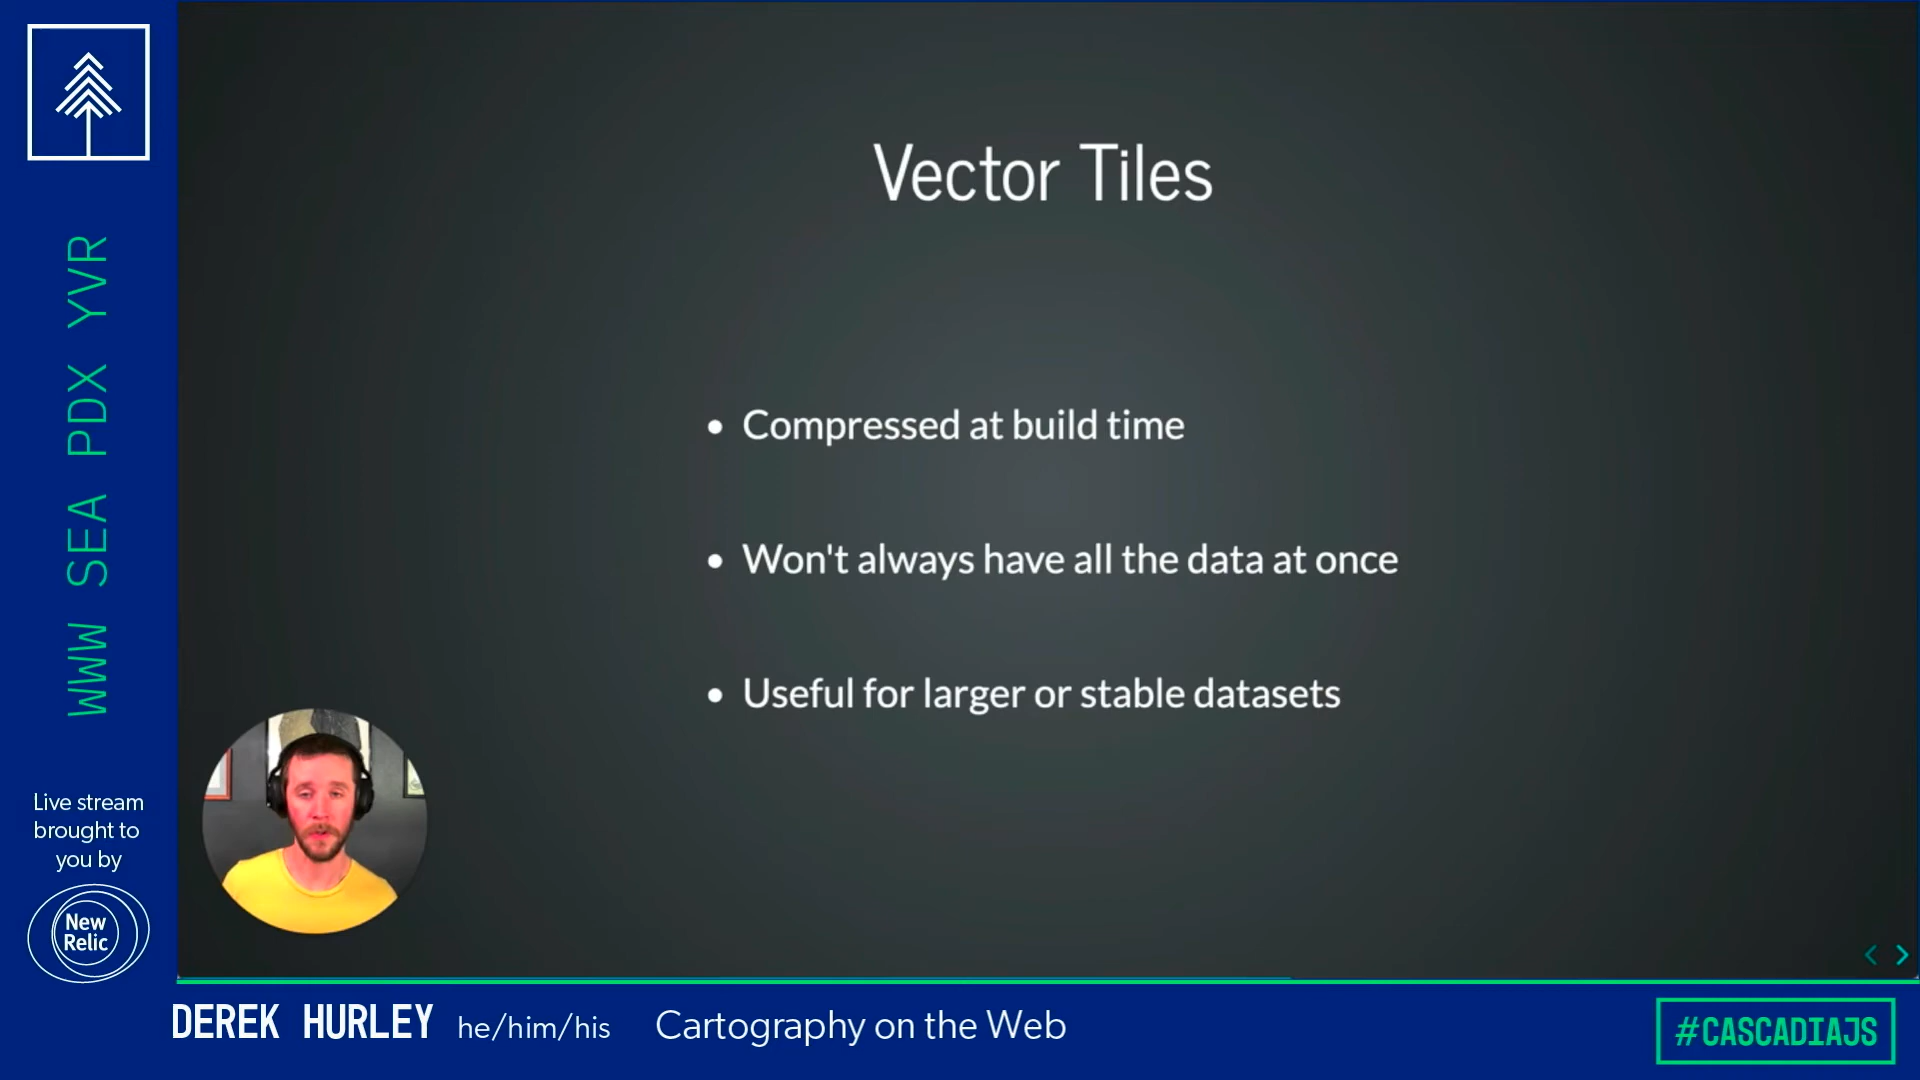 WWW SEA PDX YVR
Live stream
brought to
you by
New
Relic
Vector Tiles
• Compressed at build time
• Won't always have all the data at once
• Useful for larger or stable datasets
DEREK HURLEY he/him/his Cartography on the Web
#CASCADIAJS